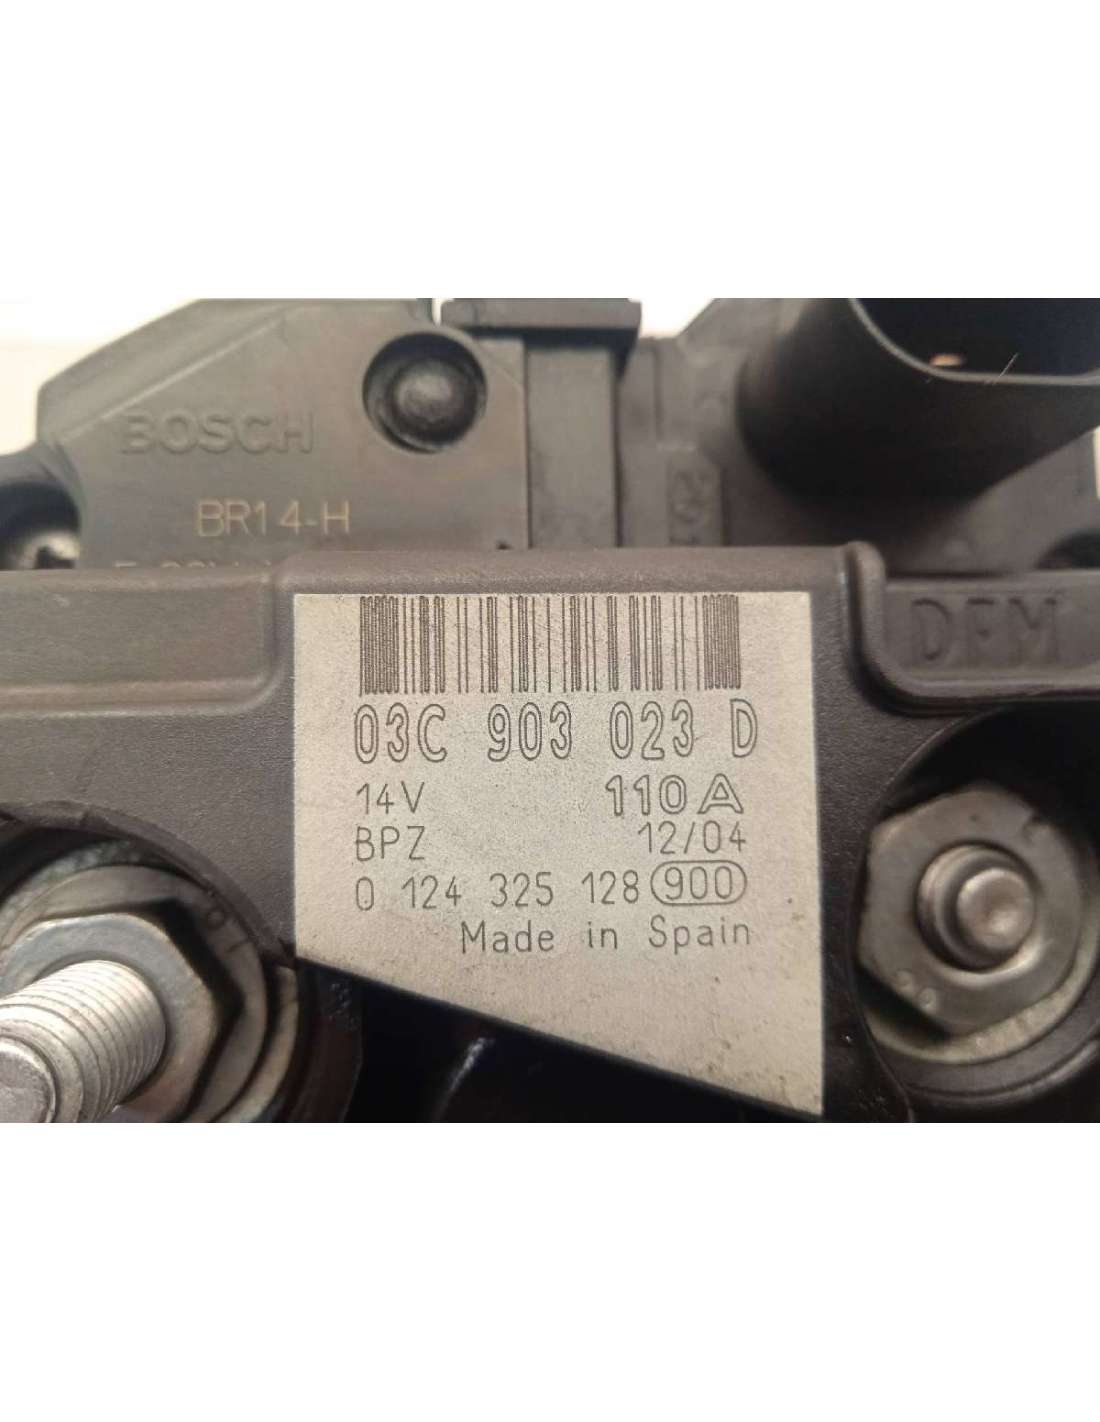 BOSCH
BR14-H
DFM
03C 903 023 D
14V 110A
BPZ 12/04
0 124 325 128 900
Made in Spain